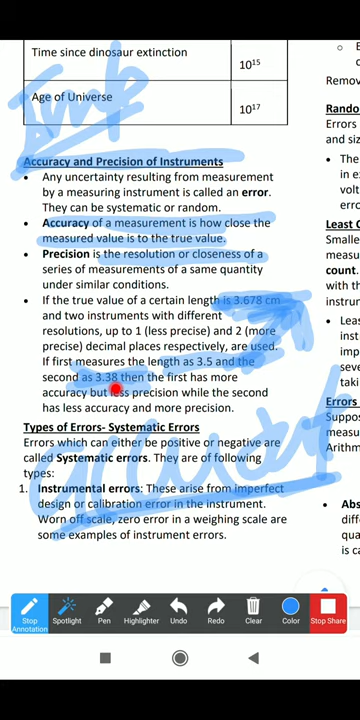 Time since dinosaur extinction
10^15
Age of Universe
10^17
Imp
Accuracy and Precision of Instruments
• Any uncertainty resulting from measurement
by a measuring instrument is called an error.
They can be systematic or random.
• Accuracy of a measurement is how close the
measured value is to the true value.
• Precision is the resolution or closeness of a
series of measurements of a same quantity
under similar conditions.
• If the true value of a certain length is 3.678 cm
and two instruments with different
resolutions, up to 1 (less precise) and 2 (more
precise) decimal places respectively, are used.
If first measures the length as 3.5 and the
second as 3.38 then the first has more
accuracy but less precision while the second
has less accuracy and more precision.
Types of Errors- Systematic Errors
Errors which can either be positive or negative are
called Systematic errors. They are of following
types:
1. Instrumental errors: These arise from imperfect
design or calibration error in the instrument.
Worn off scale, zero error in a weighing scale are
some examples of instrument errors.
Remov
Rando
Errors
and siz
• The
in ex
volt
erro
Least C
Smalle
measu
count.
with th
instrum
• Leas
inst
imp
seve
taki
Errors
Suppos
measu
Arithm
• Abs
diff
qua
is ca
Stop
Annotation
Spotlight
Pen
Highlighter
Undo
Redo
Clear
Color
Stop Share